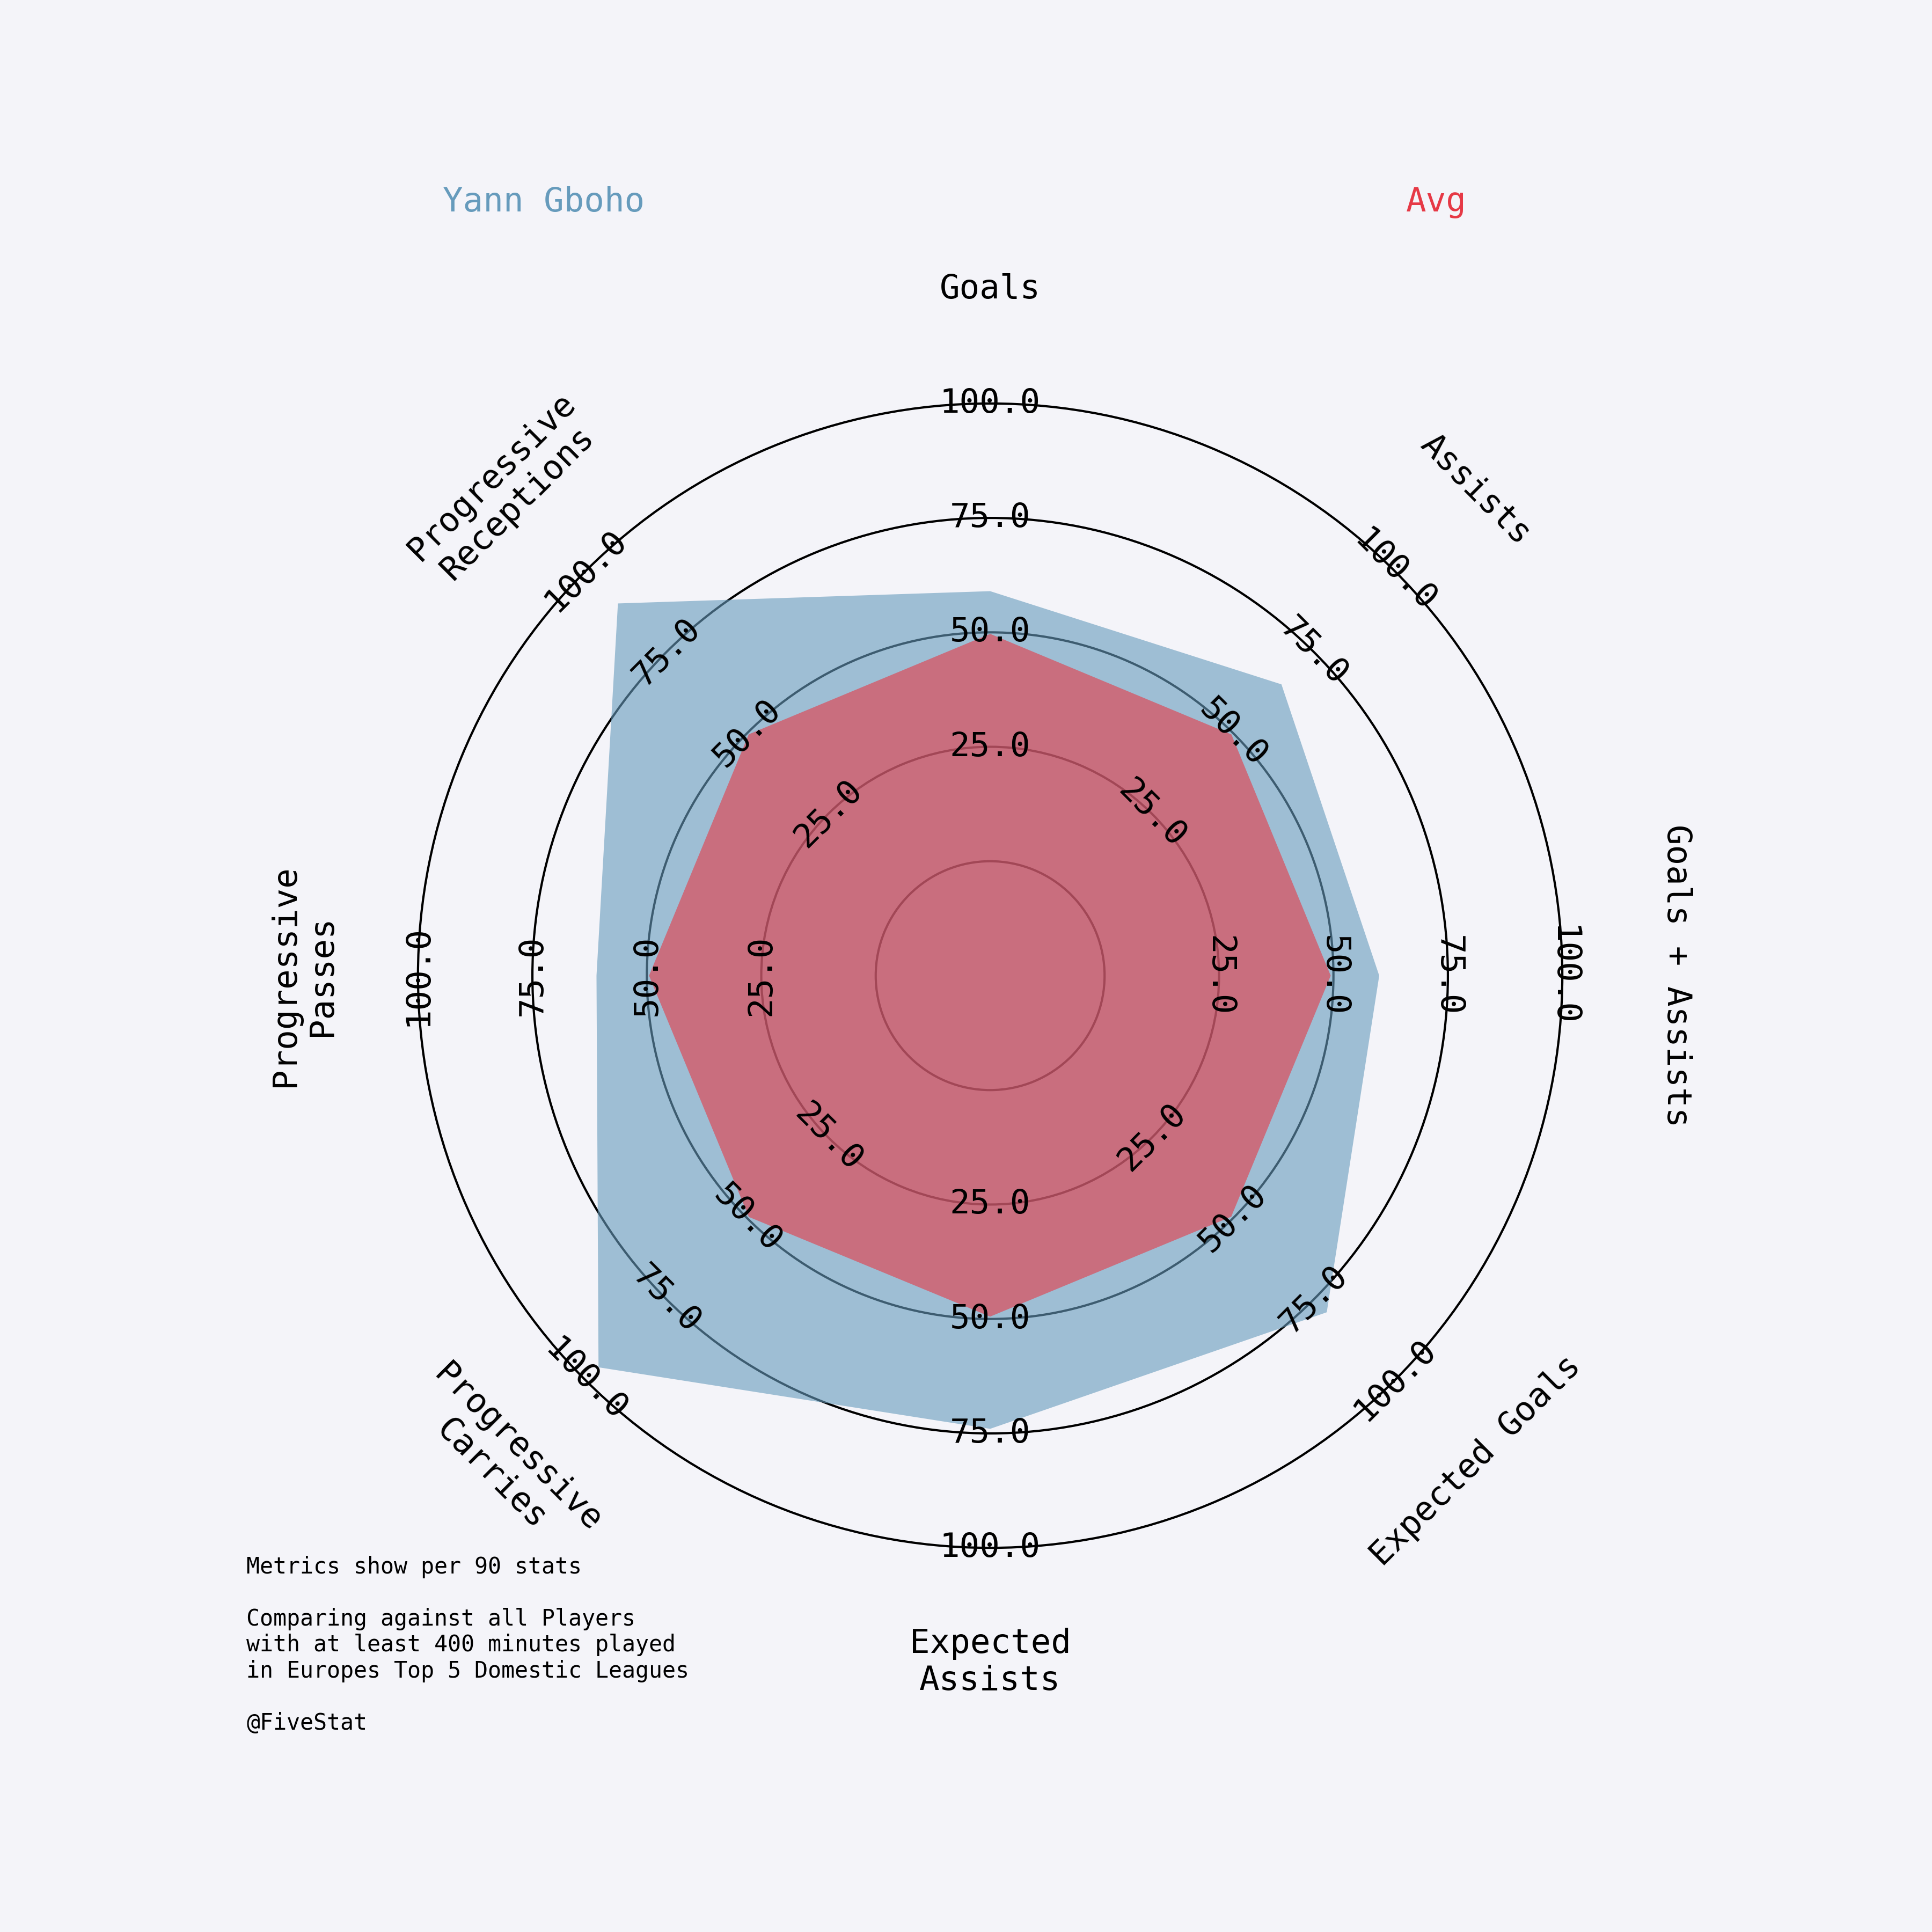 Yann Gboho
Avg
Goals
Assists
Goals + Assists
Expected Goals
Expected
Assists
Progressive
Carries
Progressive
Passes
Progressive
Receptions
25.0
50.0
75.0
100.0
25.0
50.0
75.0
100.0
25.0
50.0
75.0
100.0
25.0
50.0
75.0
100.0
25.0
50.0
75.0
100.0
25.0
50.0
75.0
100.0
25.0
50.0
75.0
100.0
25.0
50.0
75.0
100.0
Metrics show per 90 stats
Comparing against all Players
with at least 400 minutes played
in Europes Top 5 Domestic Leagues
@FiveStat